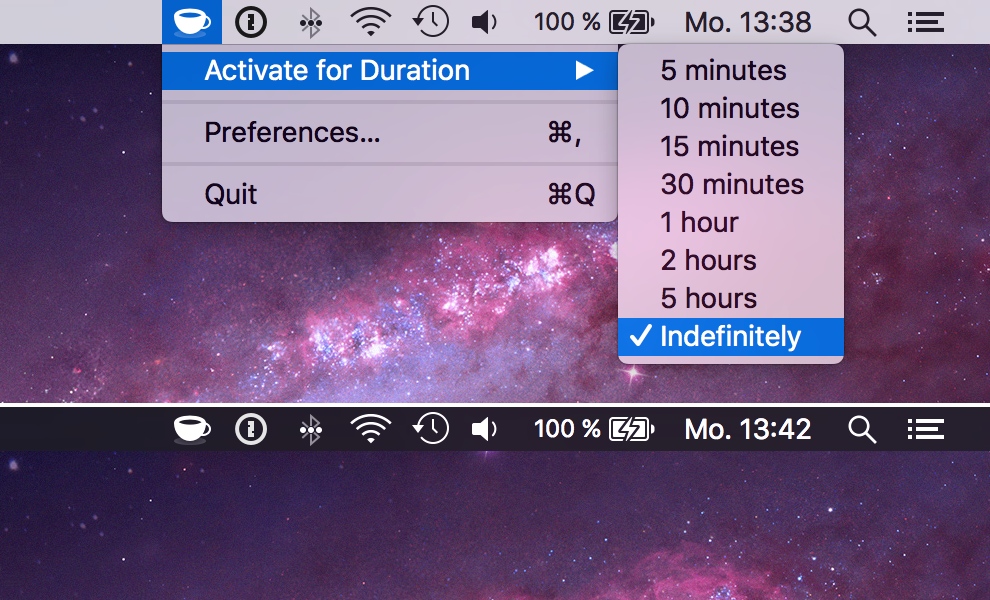 100 % Mo. 13:38
Activate for Duration
Preferences... ⌘,
Quit ⌘Q
5 minutes
10 minutes
15 minutes
30 minutes
1 hour
2 hours
5 hours
✓ Indefinitely
100 % Mo. 13:42